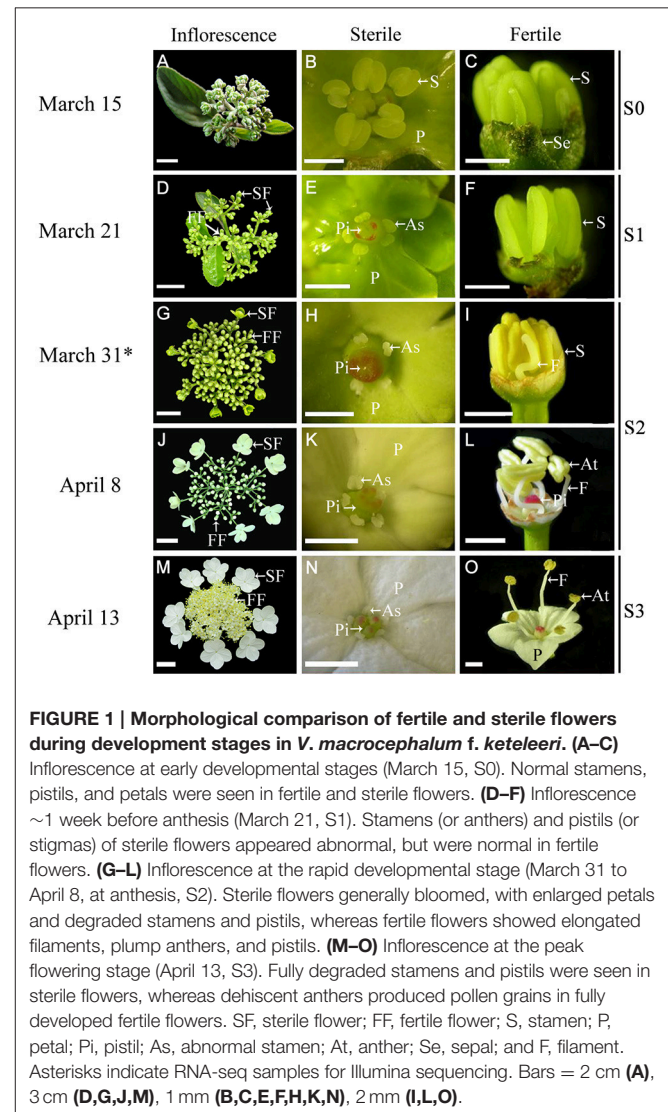 Inflorescence Sterile Fertile
March 15
A
B
←S
P
C
←S
←Se
S0
March 21
D
SF
FF
E
Pi→
←As
P
F
←S
S1
March 31*
G
←SF
←FF
H
←As
Pi→
P
I
←S
←F
S2
April 8
J
←SF
FF
K
P
←As
Pi→
L
←At
←F
Pi
April 13
M
←SF
FF
N
P
←As
Pi→
O
←F
←At
P
S3
FIGURE 1 | Morphological comparison of fertile and sterile flowers
during development stages in V. macrocephalum f. keteleeri. (A–C)
Inflorescence at early developmental stages (March 15, S0). Normal stamens,
pistils, and petals were seen in fertile and sterile flowers. (D–F) Inflorescence
~1 week before anthesis (March 21, S1). Stamens (or anthers) and pistils (or
stigmas) of sterile flowers appeared abnormal, but were normal in fertile
flowers. (G–L) Inflorescence at the rapid developmental stage (March 31 to
April 8, at anthesis, S2). Sterile flowers generally bloomed, with enlarged petals
and degraded stamens and pistils, whereas fertile flowers showed elongated
filaments, plump anthers, and pistils. (M–O) Inflorescence at the peak
flowering stage (April 13, S3). Fully degraded stamens and pistils were seen in
sterile flowers, whereas dehiscent anthers produced pollen grains in fully
developed fertile flowers. SF, sterile flower; FF, fertile flower; S, stamen; P,
petal; Pi, pistil; As, abnormal stamen; At, anther; Se, sepal; and F, filament.
Asterisks indicate RNA-seq samples for Illumina sequencing. Bars = 2 cm (A),
3 cm (D,G,J,M), 1 mm (B,C,E,F,H,K,N), 2 mm (I,L,O).